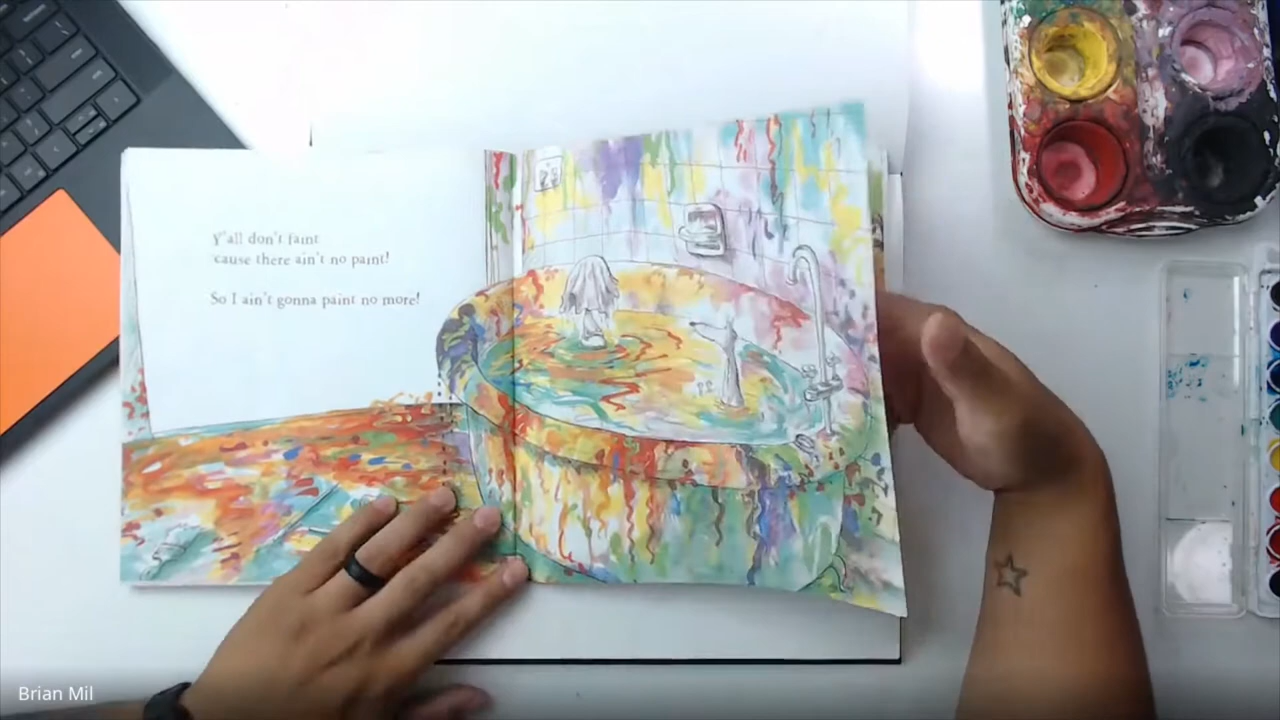 Y'all don't faint
'cause there ain't no paint!
So I ain't gonna paint no more!
Brian Mil